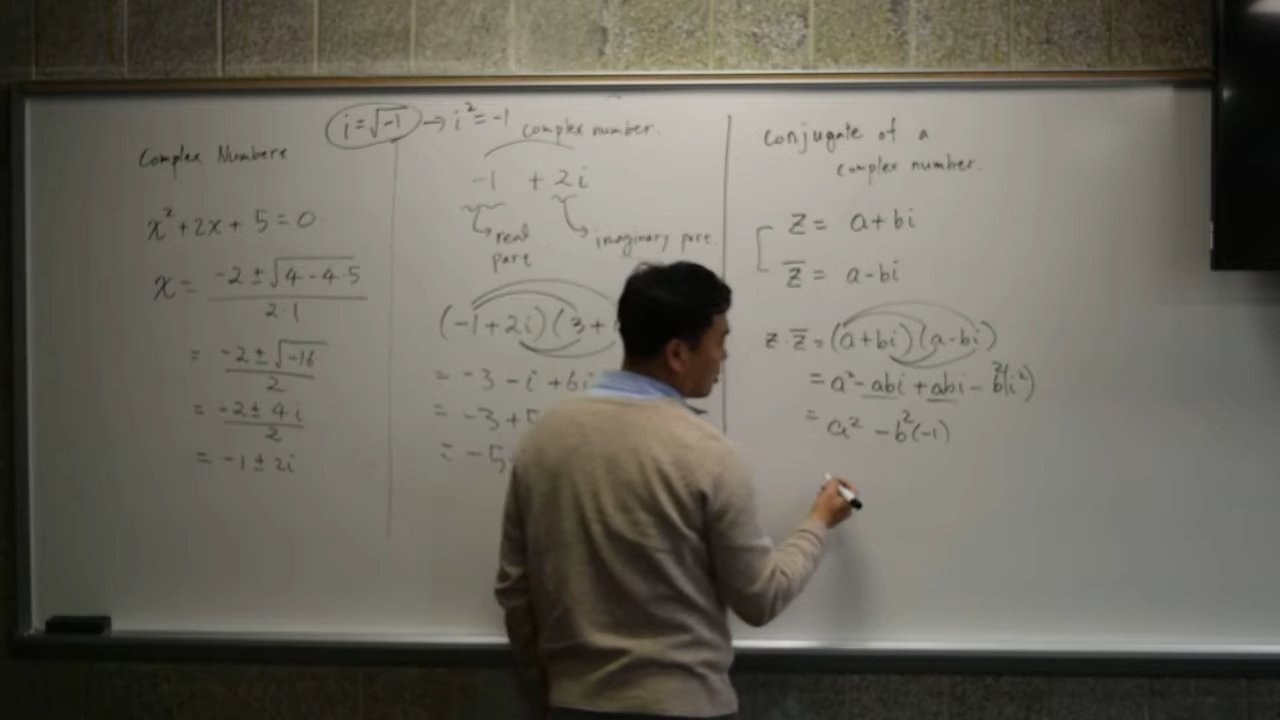 i = √-1 → i² = -1
Complex Numbers
x² + 2x + 5 = 0
x = (-2 ± √4 - 4·5) / 2·1
= (-2 ± √-16) / 2
= (-2 ± 4i) / 2
= -1 ± 2i
complex number.
-1 + 2i
real part
imaginary part.
(-1 + 2i)(3 +
= -3 - i + 6i
= -3 + 5
= -5
Conjugate of a
complex number.
z = a + bi
z̅ = a - bi
z · z̅ = (a + bi)(a - bi)
= a² - abi + abi - b²(i²)
= a² - b²(-1)